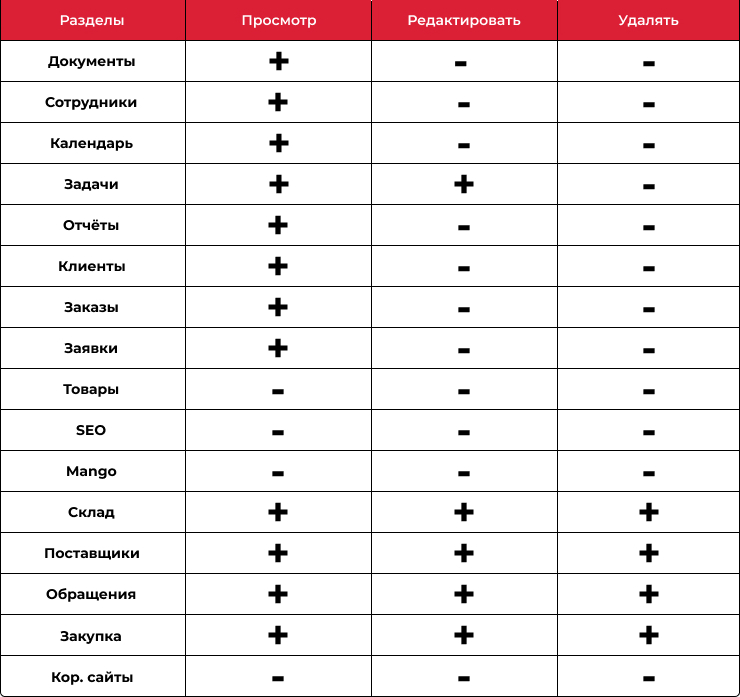 Разделы Просмотр Редактировать Удалять
Документы + - -
Сотрудники + - -
Календарь + - -
Задачи + + -
Отчёты + - -
Клиенты + - -
Заказы + - -
Заявки + - -
Товары - - -
SEO - - -
Mango - - -
Склад + + +
Поставщики + + +
Обращения + + +
Закупка + + +
Кор. сайты - - -